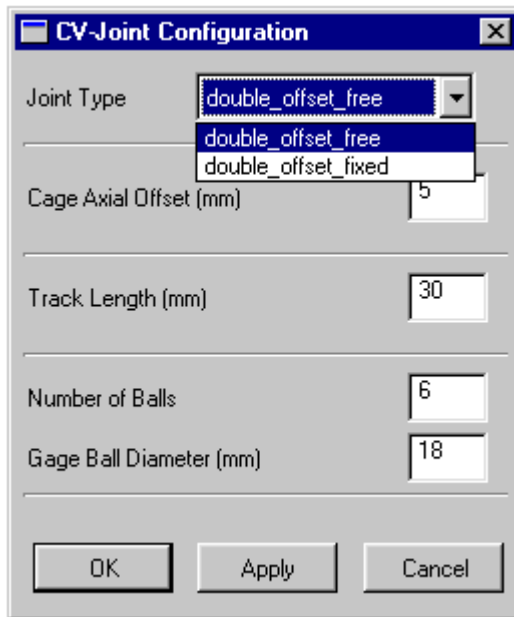 CV-Joint Configuration
Joint Type double_offset_free
double_offset_free
double_offset_fixed
Cage Axial Offset (mm) 5
Track Length (mm) 30
Number of Balls 6
Gage Ball Diameter (mm) 18
OK Apply Cancel